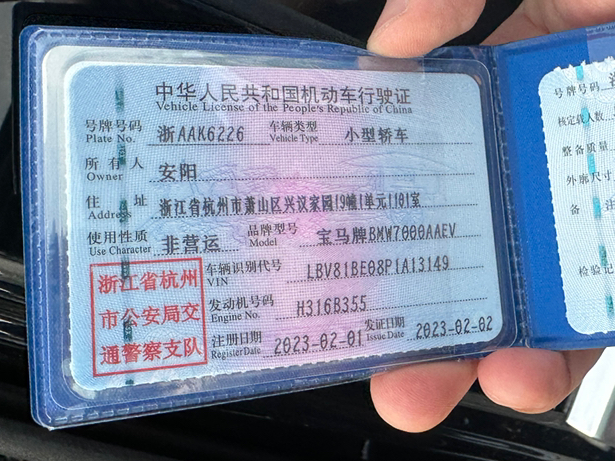 中华人民共和国机动车行驶证
Vehicle License of the People's Republic of China
号牌号码 浙AAK6226 车辆类型 小型轿车
Plate No. Vehicle Type
所有人 安阳
Owner
住址 浙江省杭州市萧山区兴议家园19幢1单元1101室
Address
使用性质 非营运 品牌型号 宝马牌BMW7000AAEV
Use Character Model
浙江省杭州
市公安局交
通警察支队
车辆识别代号 LBV81BE08P1A13149
VIN
发动机号码 H316B355
Engine No.
注册日期 2023-02-01 发证日期 2023-02-02
Register Date Issue Date
号牌号码
核定载人数
整备质量
外廓尺寸
备
检验记